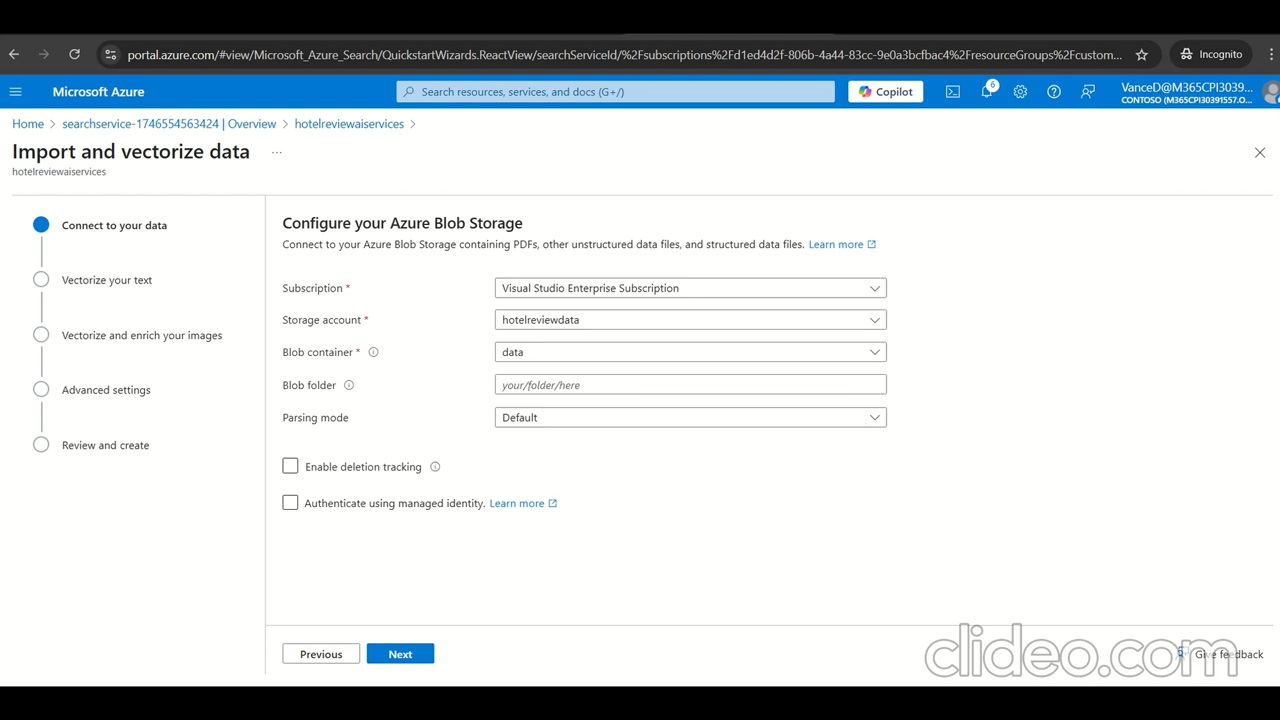 portal.azure.com/#view/Microsoft_Azure_Search/QuickstartWizards.ReactView/searchServiceId/%2Fsubscriptions%2Fd1ed4d2f-806b-4a44-83cc-9e0a3bcfbac4%2FresourceGroups%2Fcustom... Incognito
Microsoft Azure Search resources, services, and docs (G+/) Copilot 6 VanceD@M365CPI3039...
CONTOSO (M365CPI30391557.O...
Home > searchservice-1746554563424 | Overview > hotelreviewaiservices >
Import and vectorize data ...
hotelreviewaiservices
Connect to your data
Vectorize your text
Vectorize and enrich your images
Advanced settings
Review and create
Configure your Azure Blob Storage
Connect to your Azure Blob Storage containing PDFs, other unstructured data files, and structured data files. Learn more
Subscription * Visual Studio Enterprise Subscription
Storage account * hotelreviewdata
Blob container * data
Blob folder your/folder/here
Parsing mode Default
Enable deletion tracking
Authenticate using managed identity. Learn more
Previous Next
Give feedback
clideo.com